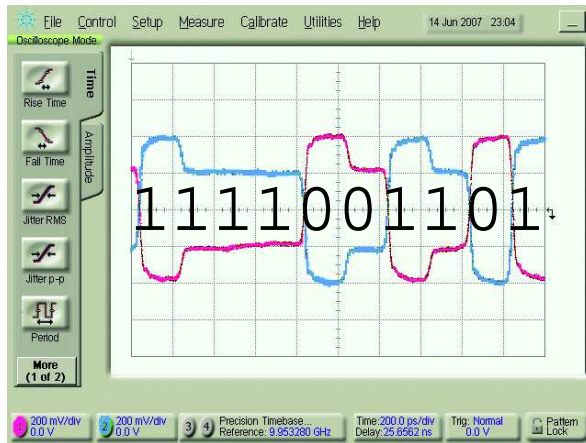 File Control Setup Measure Calibrate Utilities Help 14 Jun 2007 23:04
Oscilloscope Mode
Time
Amplitude
Rise Time
Fall Time
Jitter RMS
Jitter p-p
Period
More
(1 of 2)
1111001101
1 200 mV/div 2 200 mV/div 3 4 Precision Timebase... Time:200.0 ps/div Trig: Normal Pattern
0.0 V 0.0 V Reference: 9.953280 GHz Delay:25.6562 ns 0.0 V Lock